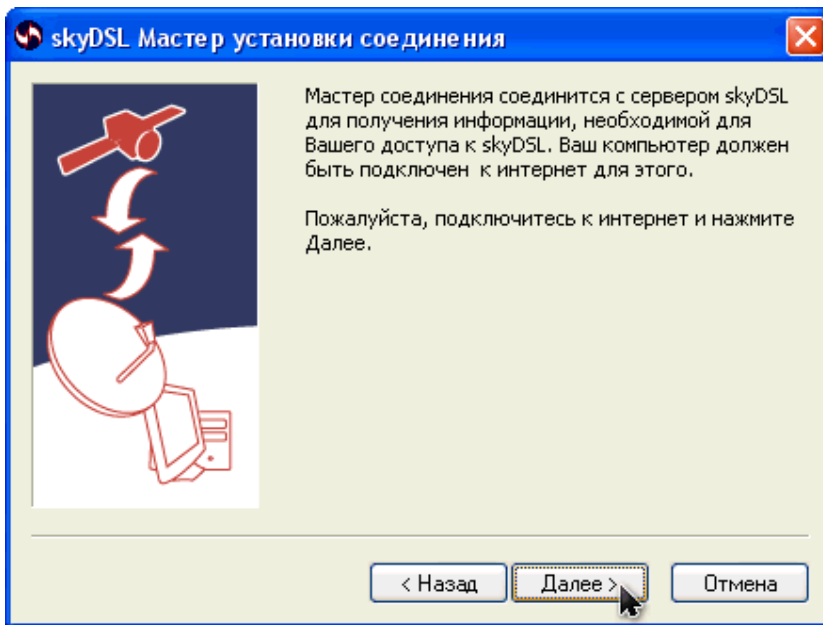 skyDSL Мастер установки соединения
Мастер соединения соединится с сервером skyDSL
для получения информации, необходимой для
Вашего доступа к skyDSL. Ваш компьютер должен
быть подключен к интернет для этого.
Пожалуйста, подключитесь к интернет и нажмите
Далее.
< Назад
Далее >
Отмена